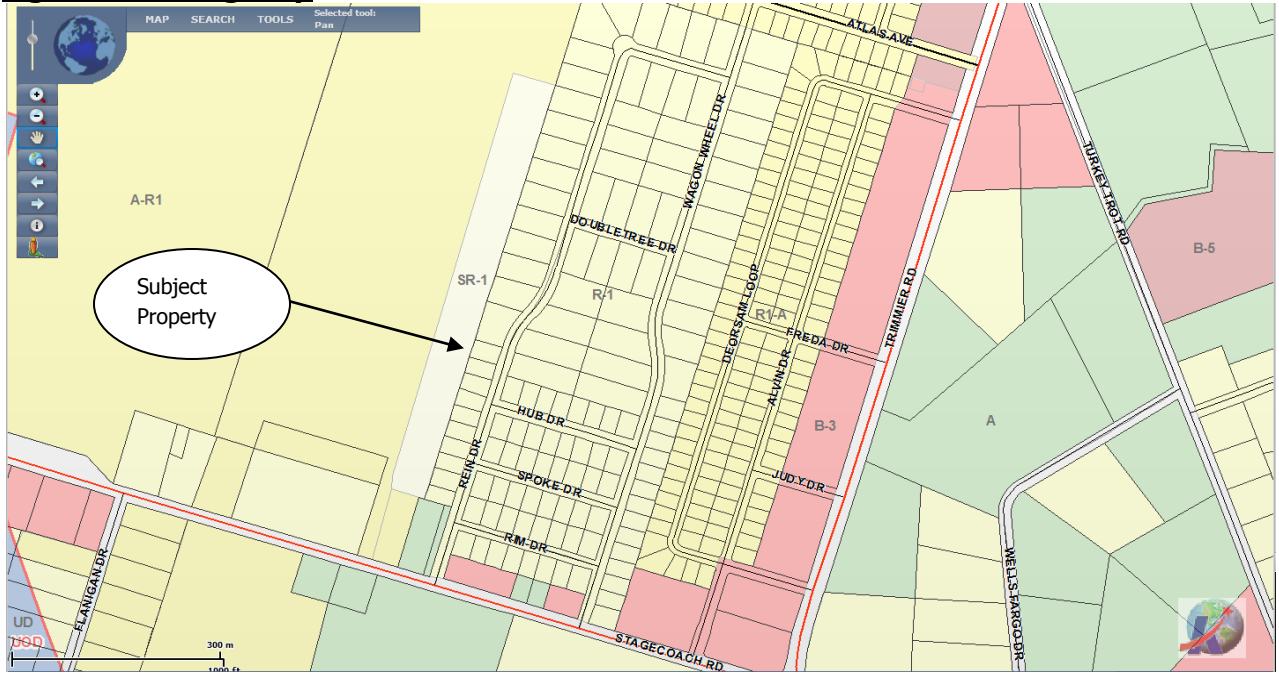 MAP SEARCH TOOLS Selected tool:
Pan
ATLAS AVE
A-R1
SR-1
Subject
Property
WAGON WHEEL DR
DOUBLETREE DR
R-1
DEORSAM LOOP
R1-A
FREDA DR
ALVIN DR
TRIMMIER RD
TURKEY TROT RD
B-5
B-3
A
HUB DR
REIN DR
SPOKE DR
JUDY DR
RIM DR
FLANIGAN DR
WELLS FARGO DR
UD
UOD
STAGECOACH RD
300 m
1000 ft